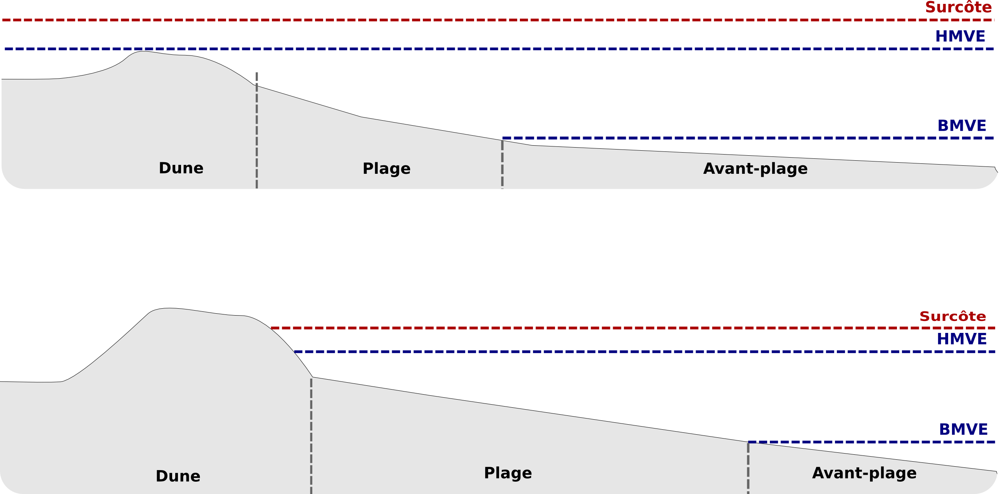 Surcôte
HMVE
BMVE
Dune
Plage
Avant-plage
Surcôte
HMVE
BMVE
Dune
Plage
Avant-plage